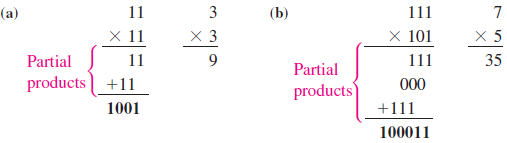 (a)
11
× 11
Partial
products
11
+11
1001
3
× 3
9
(b)
111
× 101
Partial
products
111
000
+111
100011
7
× 5
35